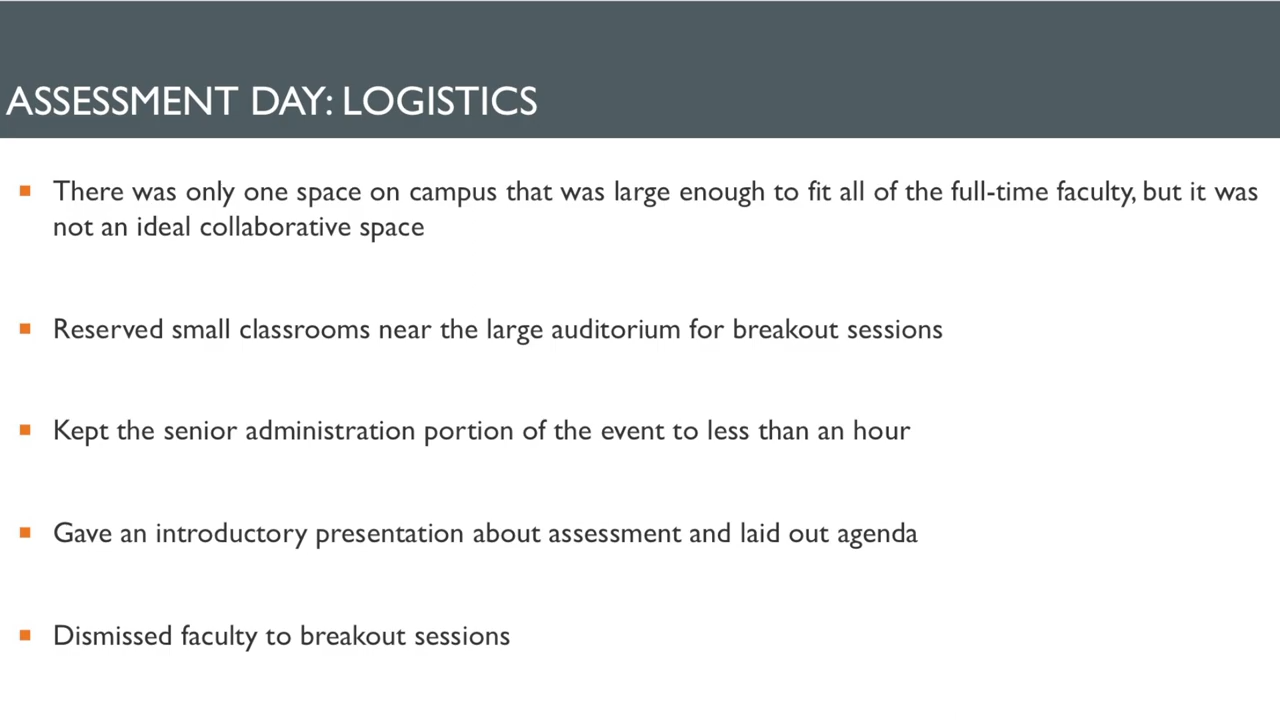 ASSESSMENT DAY: LOGISTICS
There was only one space on campus that was large enough to fit all of the full-time faculty, but it was
not an ideal collaborative space
Reserved small classrooms near the large auditorium for breakout sessions
Kept the senior administration portion of the event to less than an hour
Gave an introductory presentation about assessment and laid out agenda
Dismissed faculty to breakout sessions